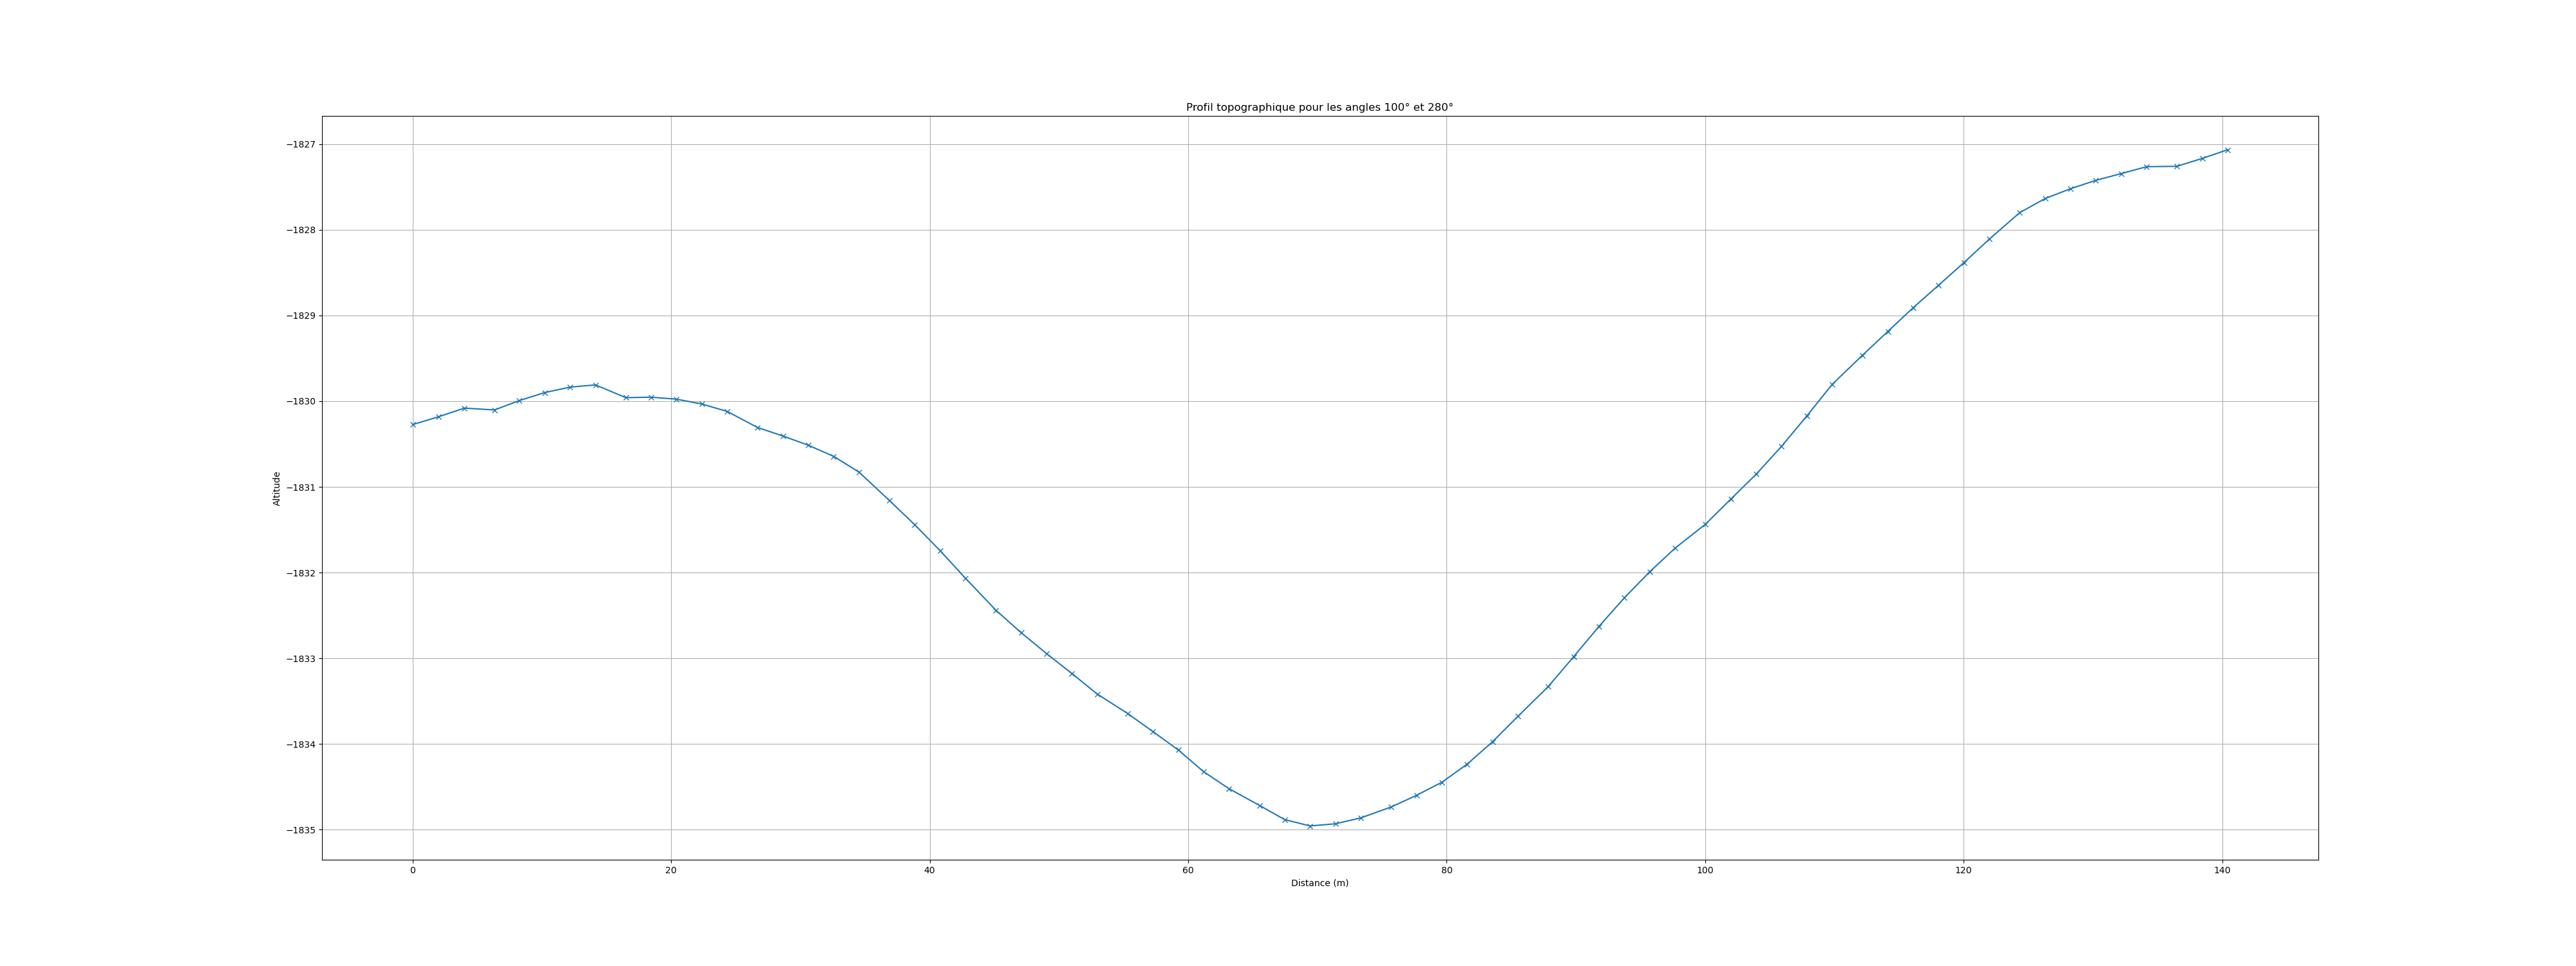 Profil topographique pour les angles 100° et 280°
Altitude
−1827
−1828
−1829
−1830
−1831
−1832
−1833
−1834
−1835
0 20 40 60 80 100 120 140
Distance (m)